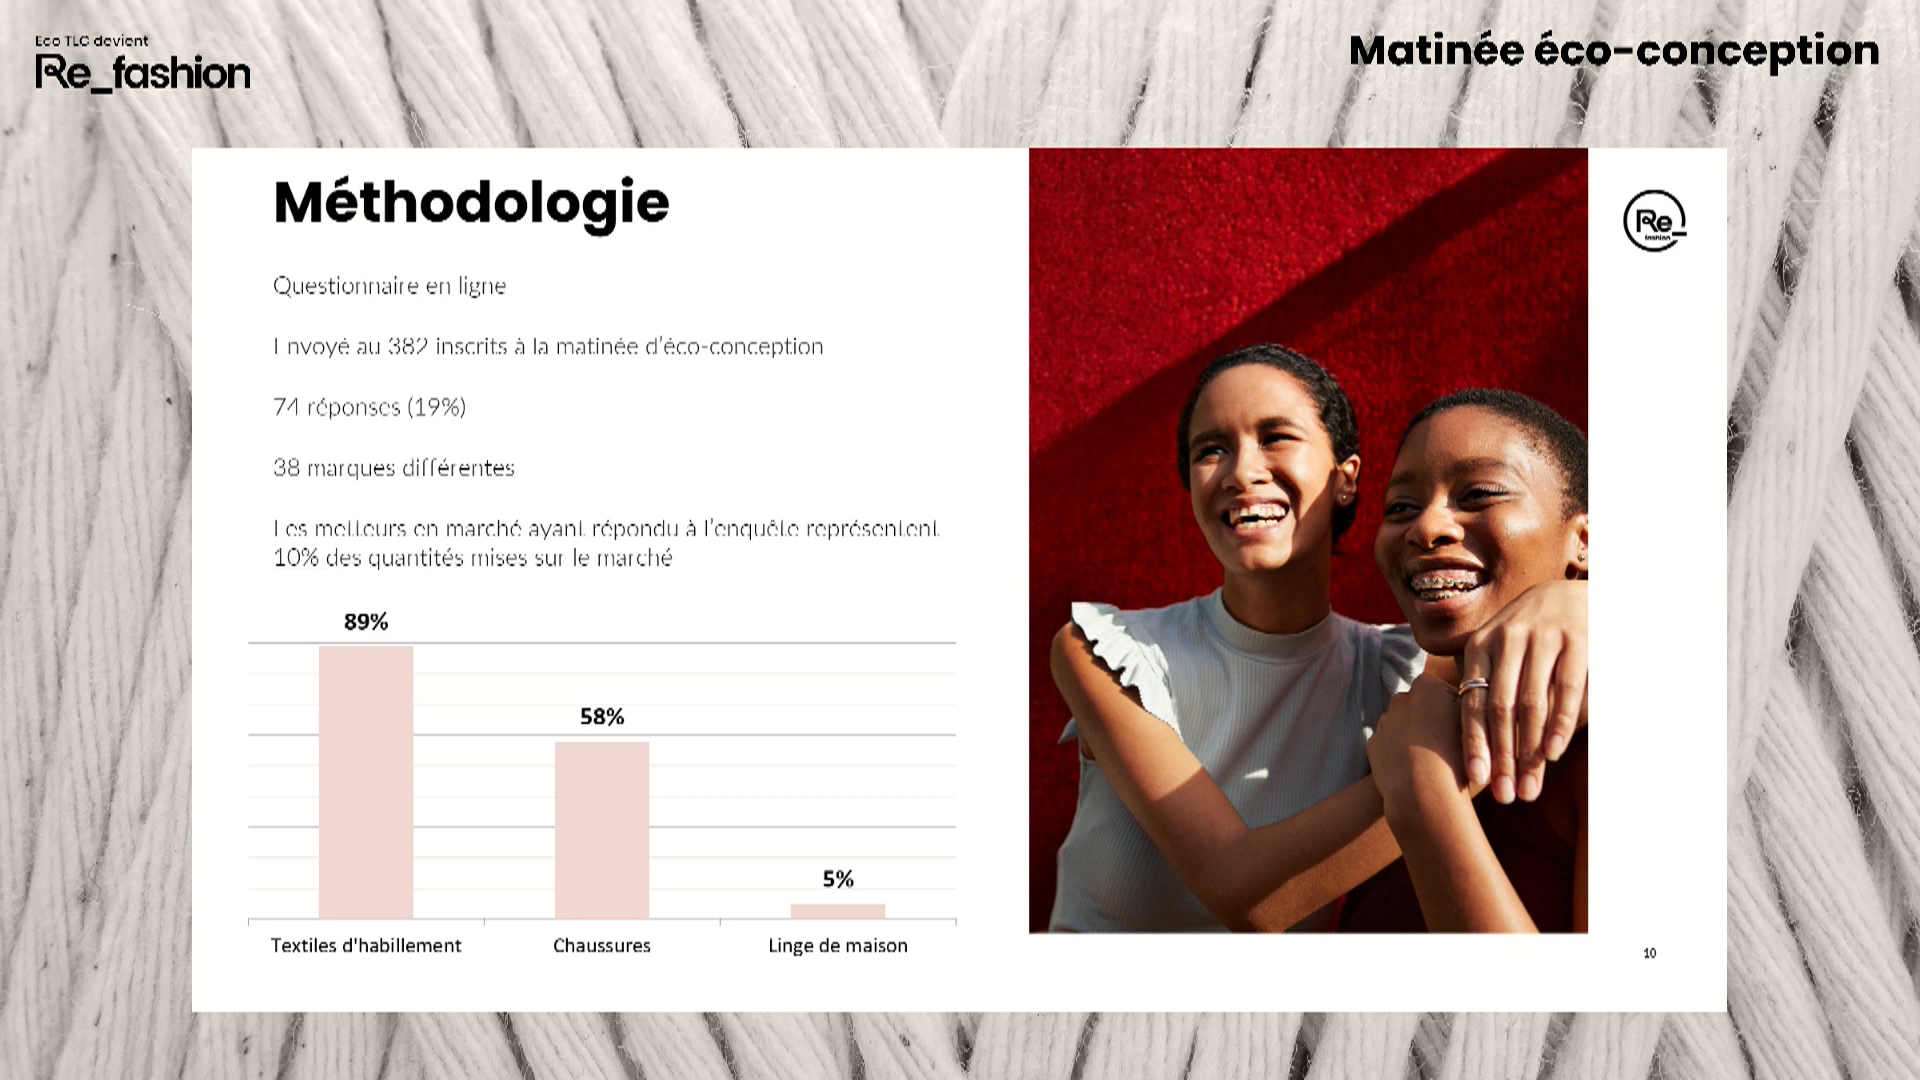 Eco TLC devient
Re_fashion
Matinée éco-conception
Méthodologie
Re_
fashion
Questionnaire en ligne
Envoyé au 382 inscrits à la matinée d'éco-conception
74 réponses (19%)
38 marques différentes
Les metteurs en marché ayant répondu à l'enquête représentent
10% des quantités mises sur le marché
89%
58%
5%
Textiles d'habillement
Chaussures
Linge de maison
10